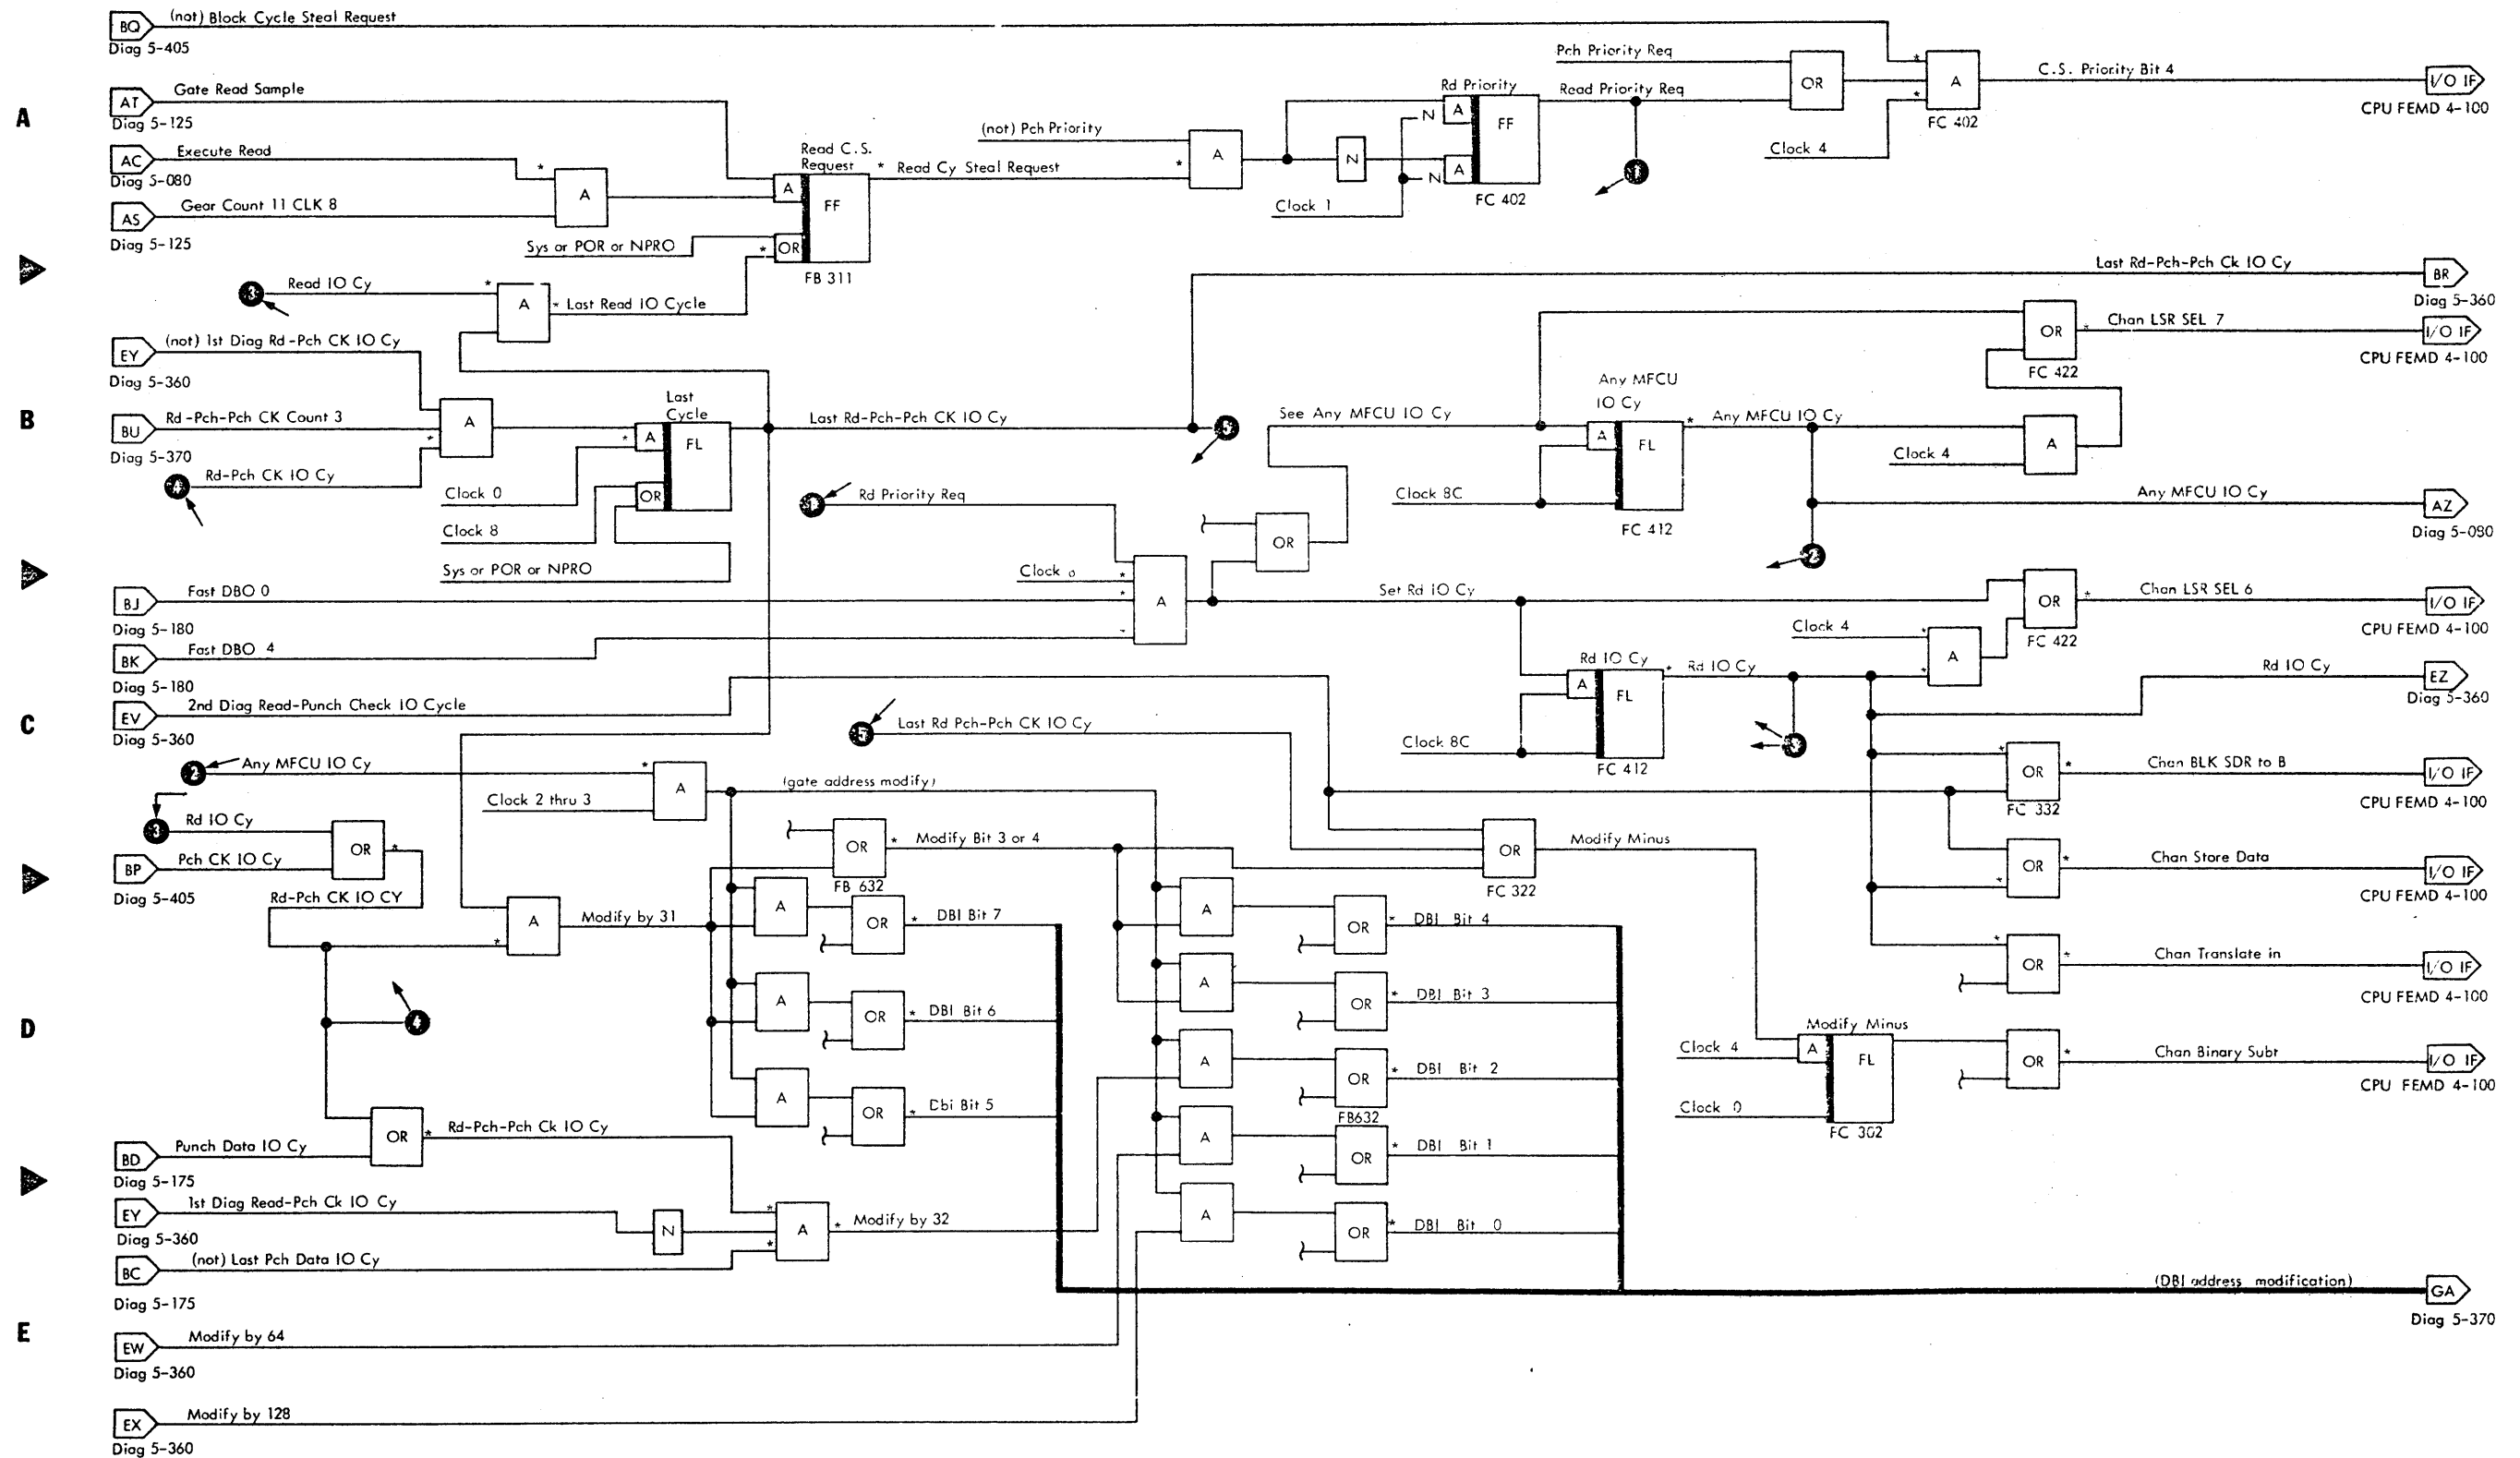 BQ (not) Block Cycle Steal Request
Diag 5-405
Pch Priority Req
OR
A
C.S. Priority Bit 4
I/O IF
CPU FEMD 4-100
FC 402
Clock 4
A
AT Gate Read Sample
Diag 5-125
AC Execute Read
Diag 5-080
AS Gear Count 11 CLK 8
Diag 5-125
* A
Read C.S.
Request
A
FF
OR
*
FB 311
Sys or POR or NPRO
* Read Cy Steal Request
(not) Pch Priority
* A
N
Rd Priority
N A
N A
FF
FC 402
Clock 1
Read Priority Req
1
3 Read IO Cy
* A
* Last Read IO Cycle
Last Rd-Pch-Pch Ck IO Cy
BR
Diag 5-360
EY (not) 1st Diag Rd-Pch CK IO Cy
Diag 5-360
B
BU Rd-Pch-Pch CK Count 3
Diag 5-370
4 Rd-Pch CK IO Cy
* A
Last
Cycle
* A
FL
OR
Clock 0
Clock 8
Sys or POR or NPRO
Last Rd-Pch-Pch CK IO Cy
See Any MFCU IO Cy
Any MFCU
IO Cy
A
FL
FC 412
Clock 8C
* Any MFCU IO Cy
Clock 4
A
OR
FC 422
* Chan LSR SEL 7
I/O IF
CPU FEMD 4-100
Any MFCU IO Cy
AZ
Diag 5-080
2
Rd Priority Req
OR
Clock
A
BJ Fast DBO 0
Diag 5-180
BK Fast DBO 4
Diag 5-180
Set Rd IO Cy
OR
FC 422
* Chan LSR SEL 6
I/O IF
CPU FEMD 4-100
Clock 4
A
Rd IO Cy
A
FL
FC 412
Clock 8C
* Rd IO Cy
Rd IO Cy
EZ
Diag 5-360
C
EV 2nd Diag Read-Punch Check IO Cycle
Diag 5-360
Last Rd Pch-Pch CK IO Cy
2 Any MFCU IO Cy
* A
Clock 2 thru 3
(gate address modify)
* OR *
FC 332
Chan BLK SDR to B
I/O IF
CPU FEMD 4-100
3 Rd IO Cy
BP Pch CK IO Cy
Diag 5-405
OR *
Rd-Pch CK IO CY
OR
FB 632
* Modify Bit 3 or 4
OR
FC 322
Modify Minus
* OR *
Chan Store Data
I/O IF
CPU FEMD 4-100
* A
Modify by 31
A
OR
* DBI Bit 7
A
OR
* DBI Bit 4
* OR *
Chan Translate in
I/O IF
CPU FEMD 4-100
A
OR
* DBI Bit 6
A
OR
* DBI Bit 3
D
4
A
OR
* Dbi Bit 5
A
OR
FB632
* DBI Bit 2
Modify Minus
Clock 4
A
FL
Clock 0
FC 302
OR *
Chan Binary Subt
I/O IF
CPU FEMD 4-100
OR
* Rd-Pch-Pch Ck IO Cy
BD Punch Data IO Cy
Diag 5-175
A
OR
* DBI Bit 1
EY 1st Diag Read-Pch Ck IO Cy
Diag 5-360
N
* A
* Modify by 32
A
OR
* DBI Bit 0
BC (not) Last Pch Data IO Cy
Diag 5-175
(DBI address modification)
GA
Diag 5-370
E
EW Modify by 64
Diag 5-360
EX Modify by 128
Diag 5-360